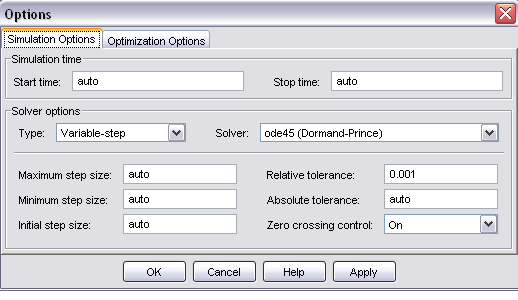 Options
Simulation Options Optimization Options
Simulation time
Start time: auto Stop time: auto
Solver options
Type: Variable-step Solver: ode45 (Dormand-Prince)
Maximum step size: auto Relative tolerance: 0.001
Minimum step size: auto Absolute tolerance: auto
Initial step size: auto Zero crossing control: On
OK Cancel Help Apply